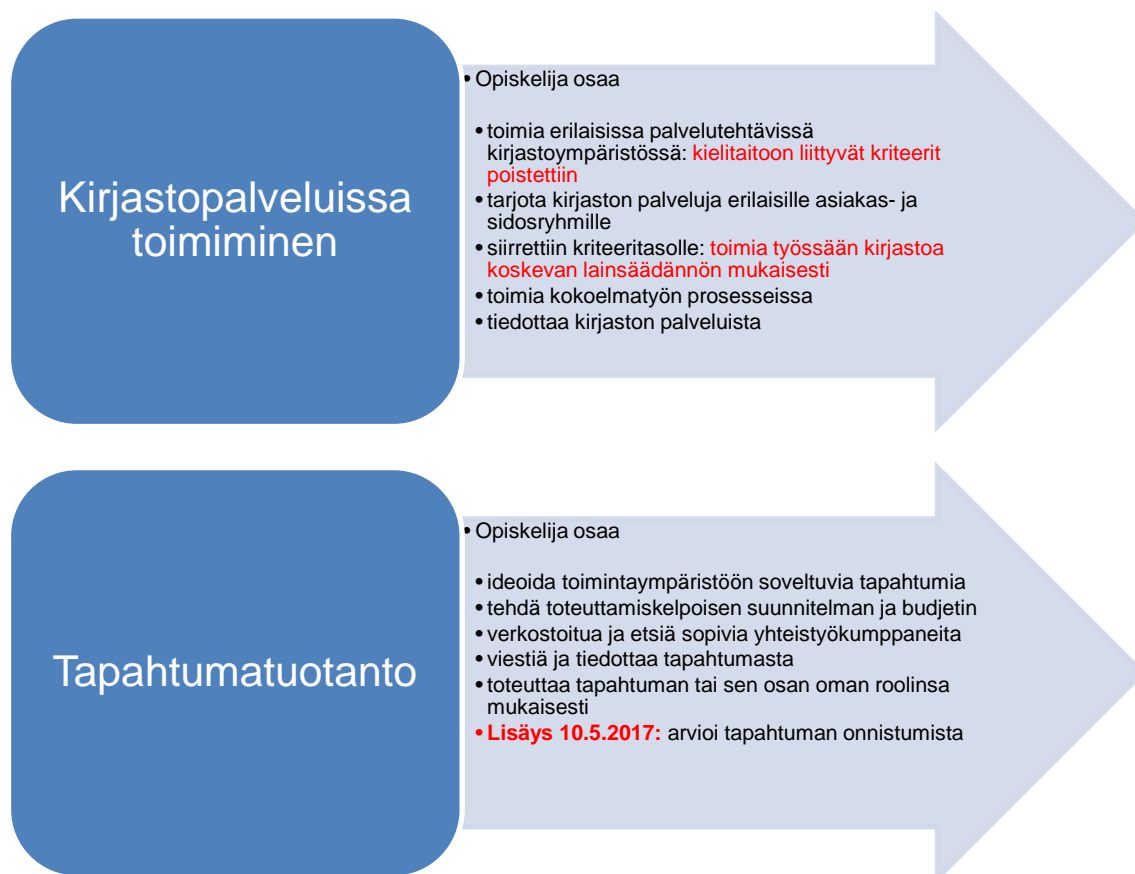 Kirjastopalveluissa
toimiminen
• Opiskelija osaa
• toimia erilaisissa palvelutehtävissä
kirjastoympäristössä: kielitaitoon liittyvät kriteerit
poistettiin
• tarjota kirjaston palveluja erilaisille asiakas- ja
sidosryhmille
• siirrettiin kriteeritasolle: toimia työssään kirjastoa
koskevan lainsäädännön mukaisesti
• toimia kokoelmatyön prosesseissa
• tiedottaa kirjaston palveluista
Tapahtumatuotanto
• Opiskelija osaa
• ideoida toimintaympäristöön soveltuvia tapahtumia
• tehdä toteuttamiskelpoisen suunnitelman ja budjetin
• verkostoitua ja etsiä sopivia yhteistyökumppaneita
• viestiä ja tiedottaa tapahtumasta
• toteuttaa tapahtuman tai sen osan oman roolinsa
mukaisesti
• Lisäys 10.5.2017: arvioi tapahtuman onnistumista